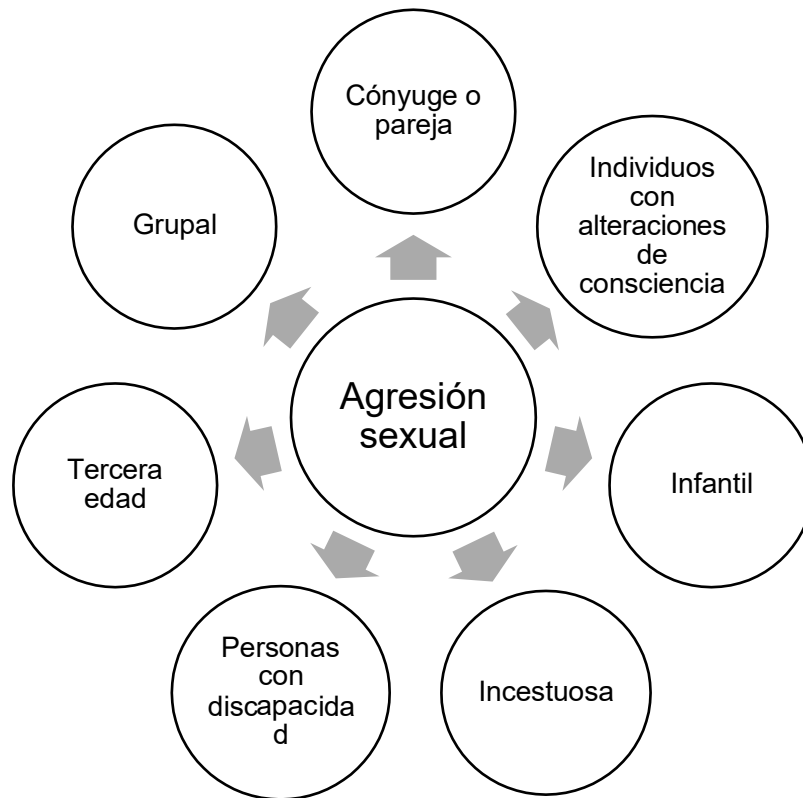 Cónyuge o
pareja
Individuos
con
alteraciones
de
consciencia
Grupal
Agresión
sexual
Tercera
edad
Infantil
Personas
con
discapacida
d
Incestuosa